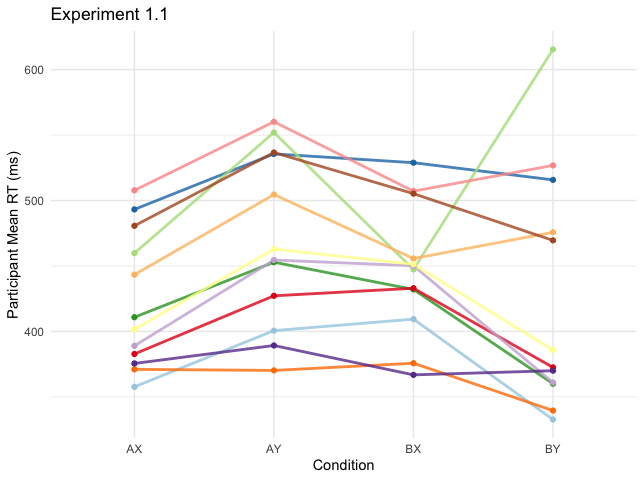 Experiment 1.1
600
500
400
Participant Mean RT (ms)
AX AY BX BY
Condition